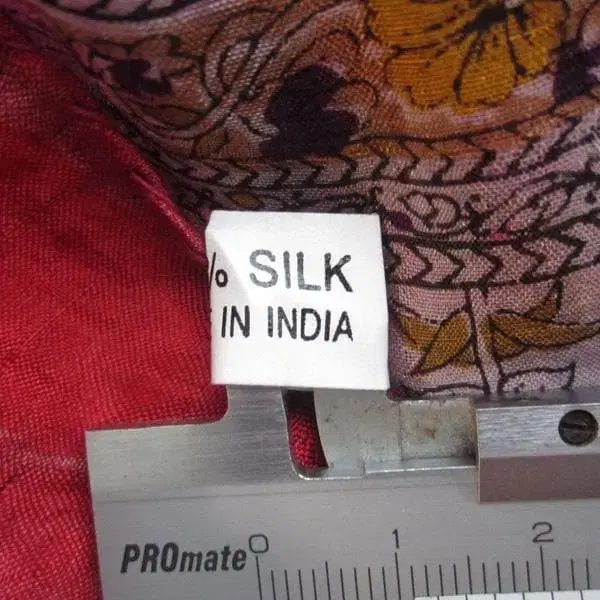 % SILK
IN INDIA
PROmate
0 1 2